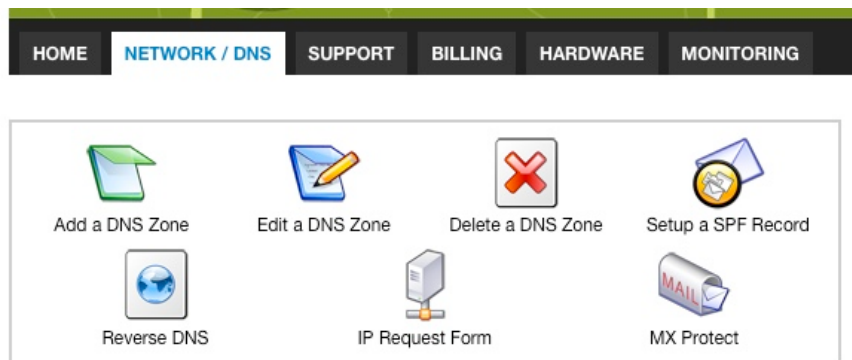 HOME NETWORK / DNS SUPPORT BILLING HARDWARE MONITORING
Add a DNS Zone Edit a DNS Zone Delete a DNS Zone Setup a SPF Record
MAIL
Reverse DNS IP Request Form MX Protect